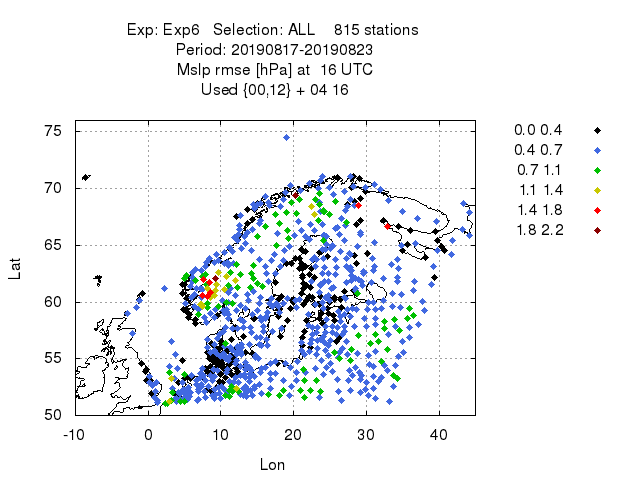 Exp: Exp6 Selection: ALL 815 stations
Period: 20190817-20190823
Mslp rmse [hPa] at 16 UTC
Used {00,12} + 04 16
0.0 0.4
0.4 0.7
0.7 1.1
1.1 1.4
1.4 1.8
1.8 2.2
75
70
65
60
55
50
Lat
-10 0 10 20 30 40
Lon